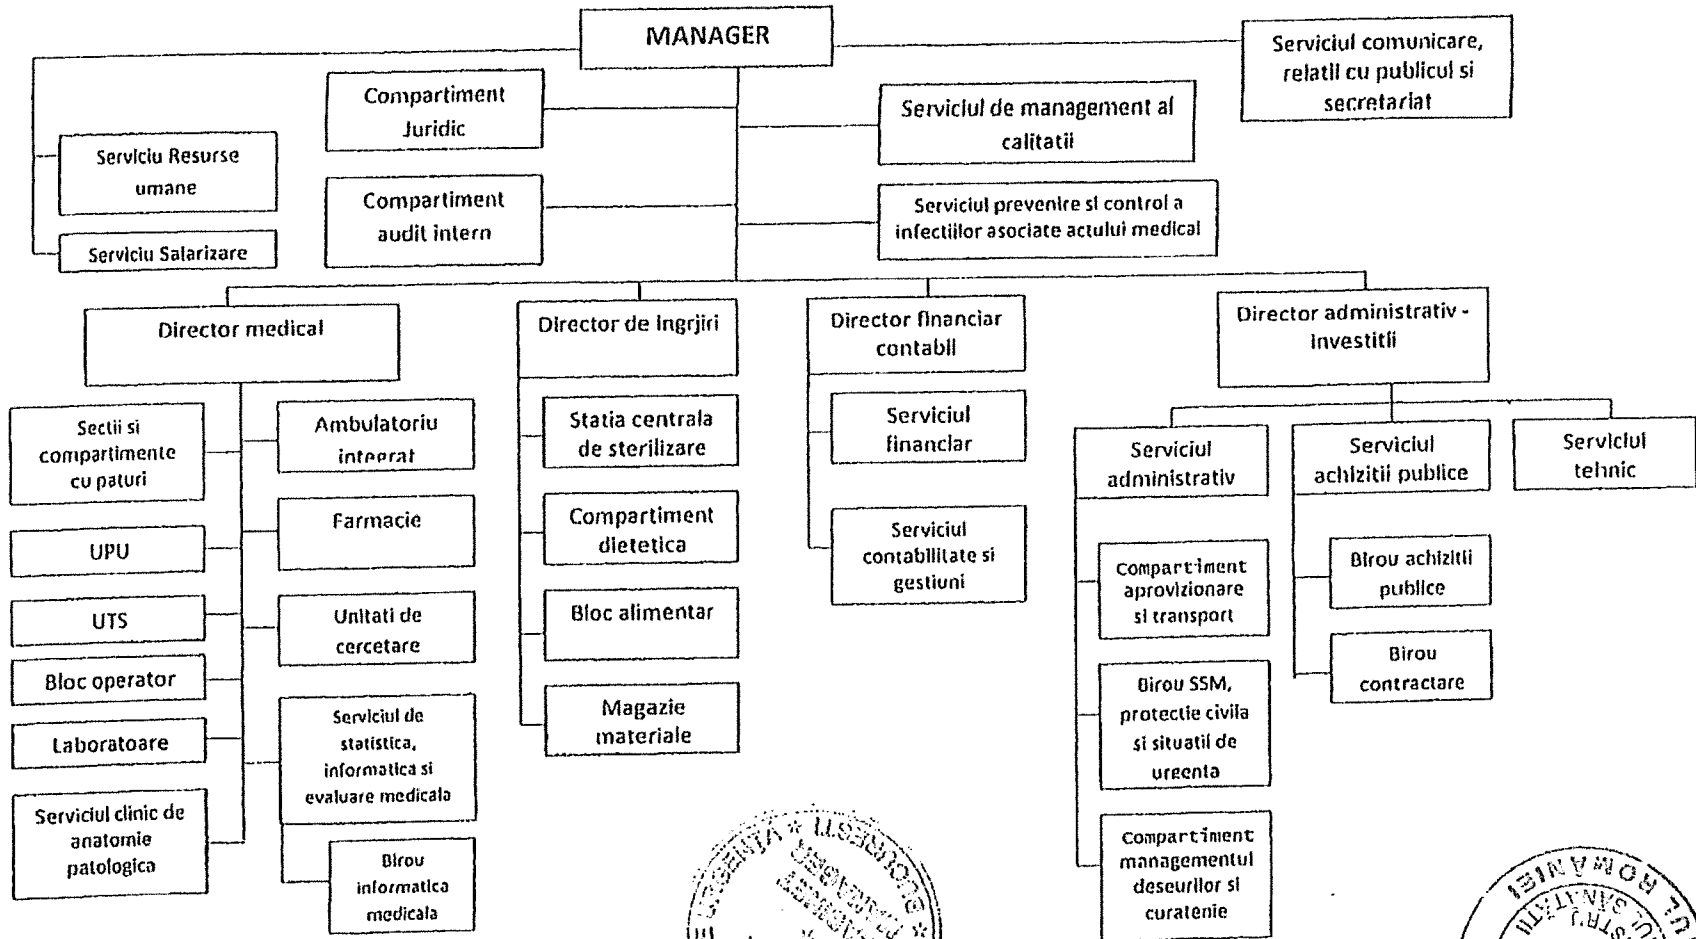 MANAGER
Serviciul comunicare,
relatii cu publicul si
secretariat
Compartiment
Juridic
Serviciul de management al
calitatii
Serviciu Resurse
umane
Compartiment
audit intern
Serviciul prevenire si control a
infectiilor asociate actului medical
Serviciu Salarizare
Director medical
Director de ingrjiri
Director financiar
contabil
Director administrativ -
investitii
Sectii si
compartimente
cu paturi
Ambulatoriu
integrat
UPU
Farmacie
UTS
Unitati de
cercetare
Bloc operator
Laboratoare
Serviciul de
statistica,
informatica si
evaluare medicala
Serviciul clinic de
anatomie
patologica
Birou
informatica
medicala
Statia centrala
de sterilizare
Compartiment
dietetica
Bloc alimentar
Magazie
materiale
Serviciul
financiar
Serviciul
contabilitate si
gestiuni
Serviciul
administrativ
Serviciul
achizitii publice
Serviciul
tehnic
Compartiment
aprovizionare
si transport
Birou achizitii
publice
Birou SSM,
protectie civila
si situatii de
urgenta
Birou
contractare
Compartiment
managementul
deseurilor si
curatenie
BUCURESTI
MANAGER
ROMÂNIEI